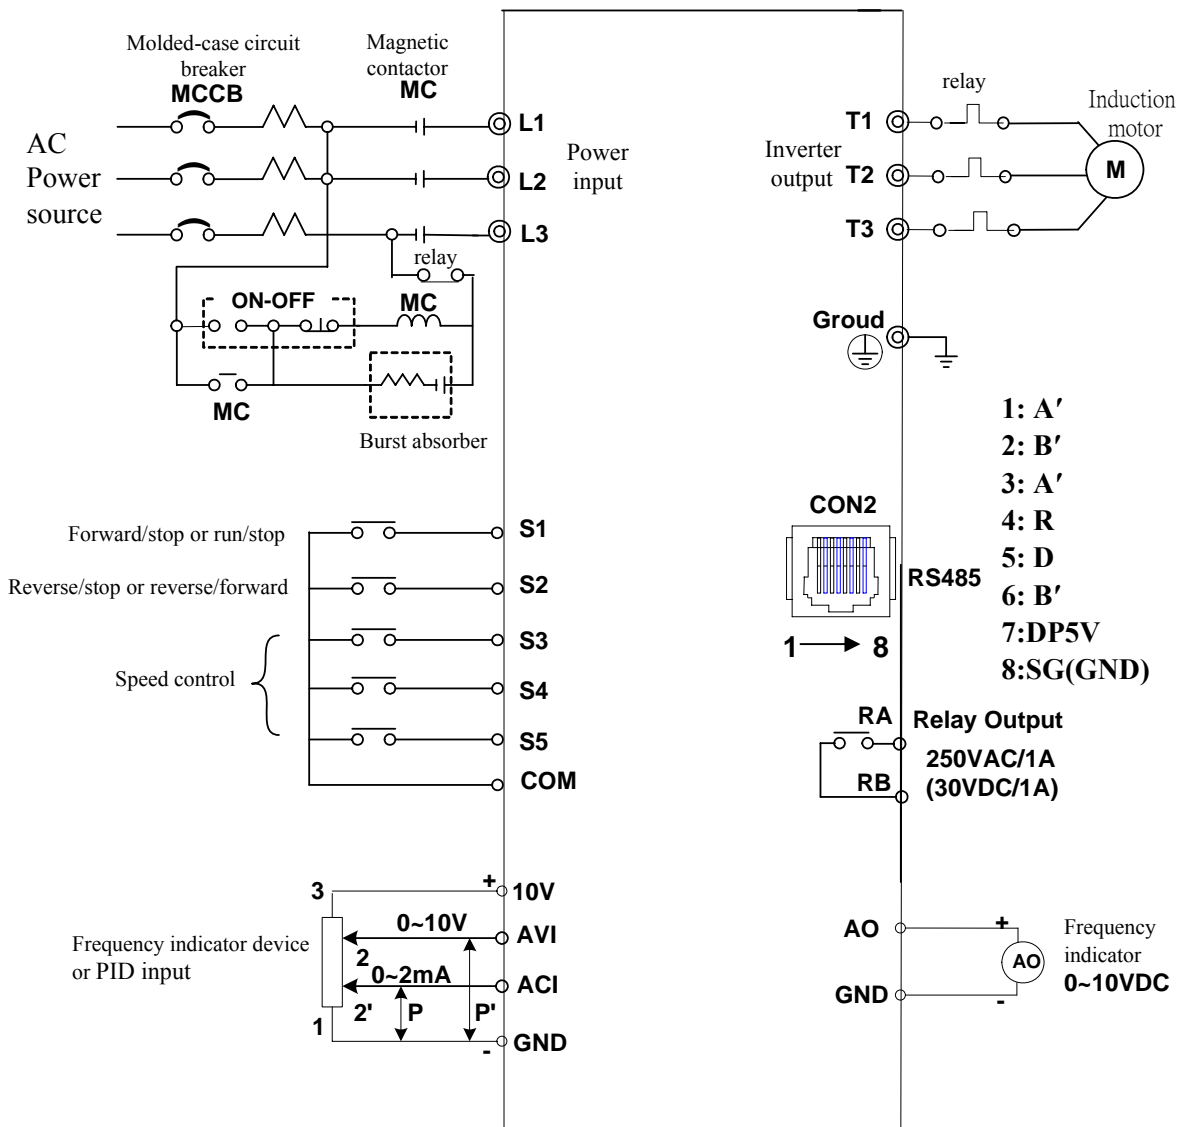 Molded-case circuit
breaker
MCCB
Magnetic
contactor
MC
AC
Power
source
L1
L2
L3
Power
input
relay
ON-OFF
MC
MC
Burst absorber
T1
T2
T3
Inverter
output
relay
Induction
motor
M
Groud
Forward/stop or run/stop
Reverse/stop or reverse/forward
Speed control
S1
S2
S3
S4
S5
COM
CON2
RS485
1 8
1: A'
2: B'
3: A'
4: R
5: D
6: B'
7:DP5V
8:SG(GND)
RA
RB
Relay Output
250VAC/1A
(30VDC/1A)
Frequency indicator device
or PID input
3
2
2'
1
+
0~10V
0~2mA
P
P'
-
10V
AVI
ACI
GND
AO
GND
+
AO
-
Frequency
indicator
0~10VDC